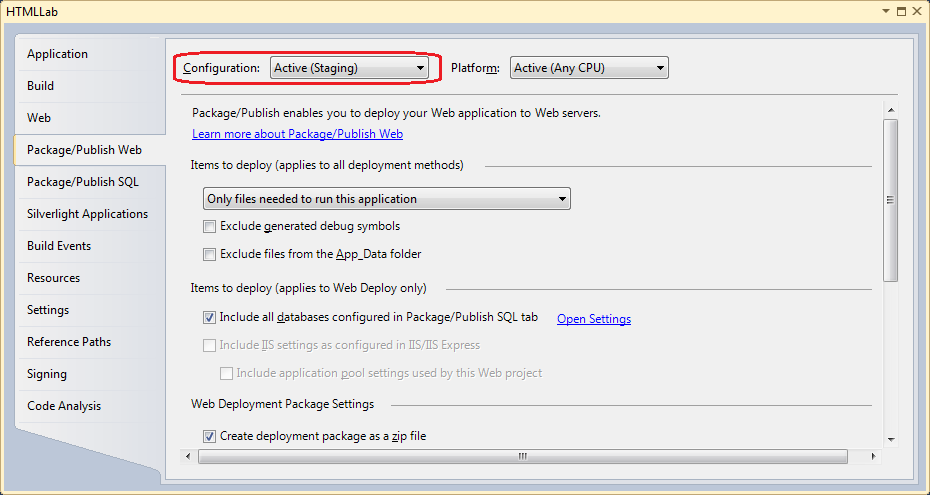 HTMLLab
Application
Build
Web
Package/Publish Web
Package/Publish SQL
Silverlight Applications
Build Events
Resources
Settings
Reference Paths
Signing
Code Analysis
Configuration: Active (Staging) Platform: Active (Any CPU)
Package/Publish enables you to deploy your Web application to Web servers.
Learn more about Package/Publish Web
Items to deploy (applies to all deployment methods)
Only files needed to run this application
Exclude generated debug symbols
Exclude files from the App_Data folder
Items to deploy (applies to Web Deploy only)
Include all databases configured in Package/Publish SQL tab Open Settings
Include IIS settings as configured in IIS/IIS Express
Include application pool settings used by this Web project
Web Deployment Package Settings
Create deployment package as a zip file